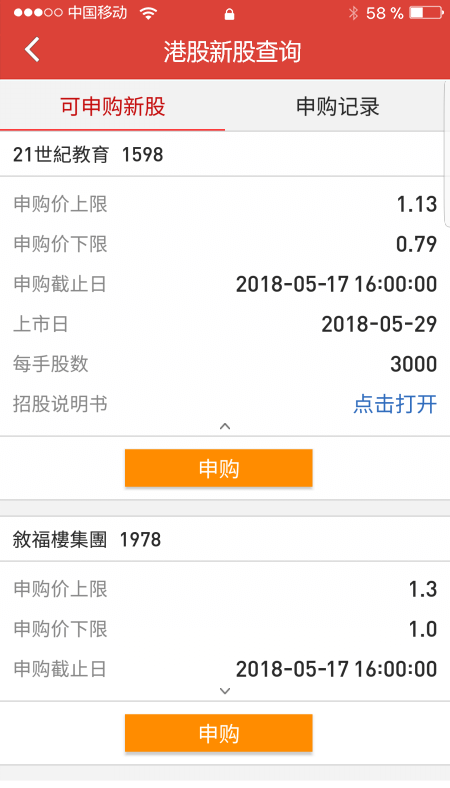 中国移动 58 %
港股新股查询
可申购新股 申购记录
21世紀教育 1598
申购价上限 1.13
申购价下限 0.79
申购截止日 2018-05-17 16:00:00
上市日 2018-05-29
每手股数 3000
招股说明书 点击打开
申购
敘福樓集團 1978
申购价上限 1.3
申购价下限 1.0
申购截止日 2018-05-17 16:00:00
申购